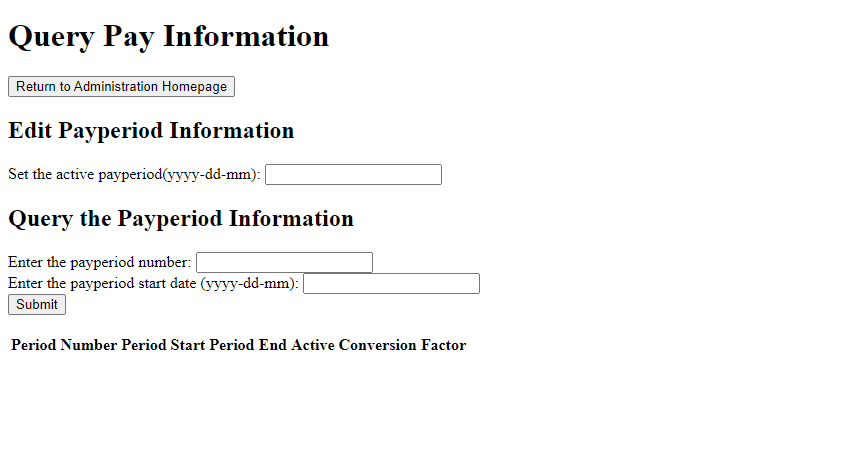 Query Pay Information
Return to Administration Homepage
Edit Payperiod Information
Set the active payperiod(yyyy-dd-mm):
Query the Payperiod Information
Enter the payperiod number:
Enter the payperiod start date (yyyy-dd-mm):
Submit
Period Number Period Start Period End Active Conversion Factor